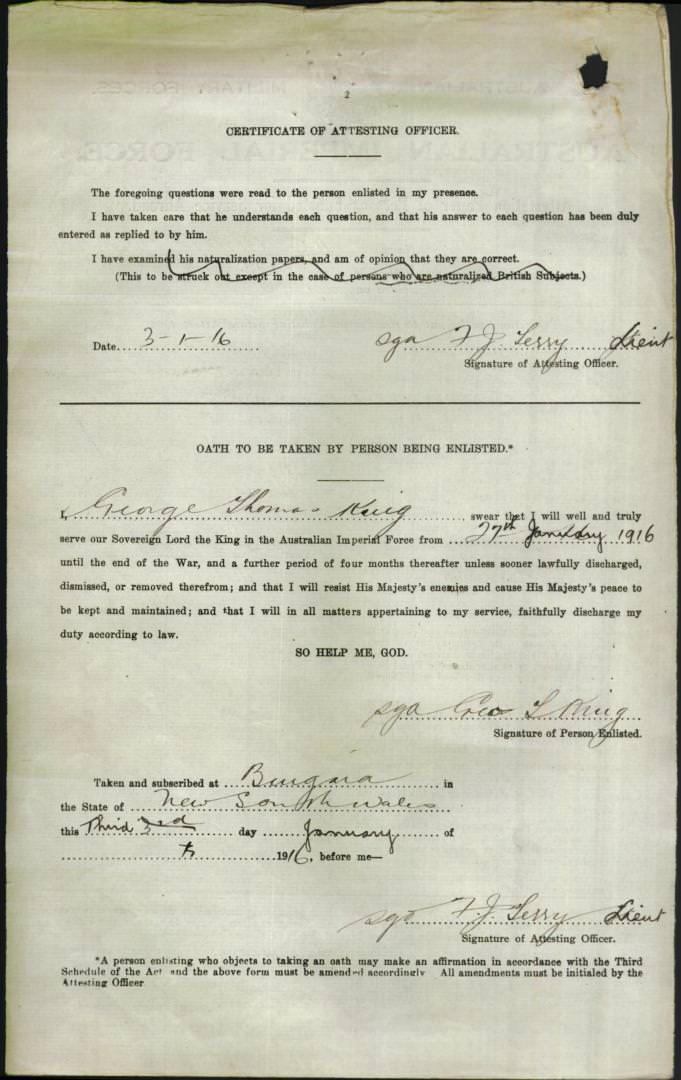 2
CERTIFICATE OF ATTESTING OFFICER.
The foregoing questions were read to the person enlisted in my presence.
I have taken care that he understands each question, and that his answer to each question has been duly
entered as replied to by him.
I have examined his naturalization papers, and am of opinion that they are correct.
(This to be struck out except in the case of persons who are naturalized British Subjects.)
Date 3-1-16 sgd F. J. Terry Lieut
Signature of Attesting Officer.
OATH TO BE TAKEN BY PERSON BEING ENLISTED.*
I, George Thomas King swear that I will well and truly
serve our Sovereign Lord the King in the Australian Imperial Force from 27th January 1916
until the end of the War, and a further period of four months thereafter unless sooner lawfully discharged,
dismissed, or removed therefrom; and that I will resist His Majesty's enemies and cause His Majesty's peace to
be kept and maintained; and that I will in all matters appertaining to my service, faithfully discharge my
duty according to law.
SO HELP ME, GOD.
sgd Geo T King
Signature of Person Enlisted.
Taken and subscribed at Bingara in
the State of New South Wales
this Third 3rd day January of
1916, before me—
sgd F. J. Terry Lieut
Signature of Attesting Officer.
*A person enlisting who objects to taking an oath may make an affirmation in accordance with the Third
Schedule of the Act and the above form must be amended accordingly All amendments must be initialed by the
Attesting Officer